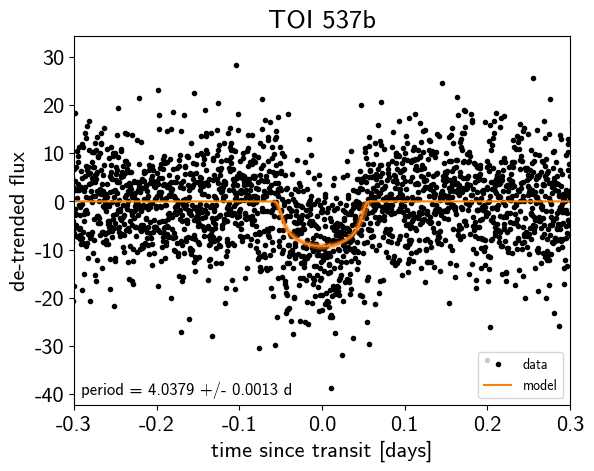 TOI 537b
30
20
10
0
-10
-20
-30
-40
de-trended flux
data
model
period = 4.0379 +/- 0.0013 d
-0.3 -0.2 -0.1 0.0 0.1 0.2 0.3
time since transit [days]